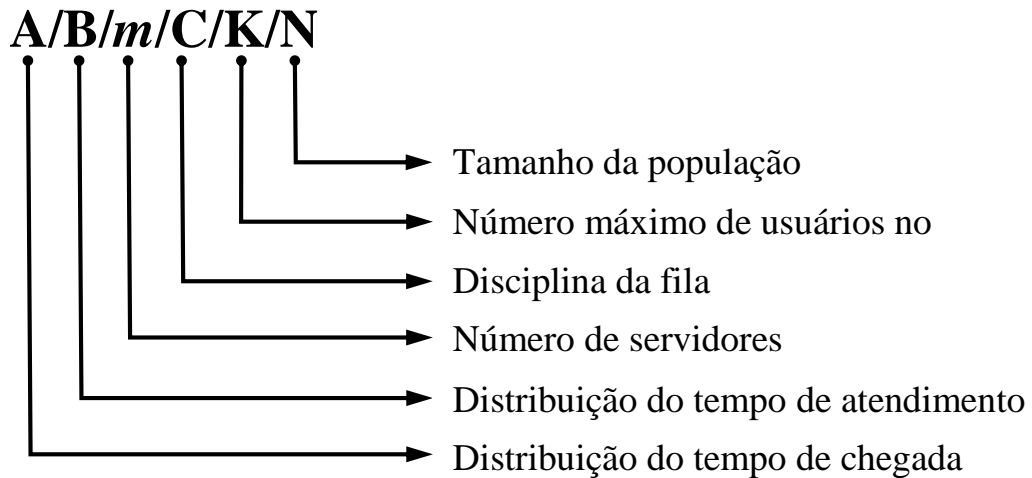 A/B/m/C/K/N
Tamanho da população
Número máximo de usuários no
Disciplina da fila
Número de servidores
Distribuição do tempo de atendimento
Distribuição do tempo de chegada